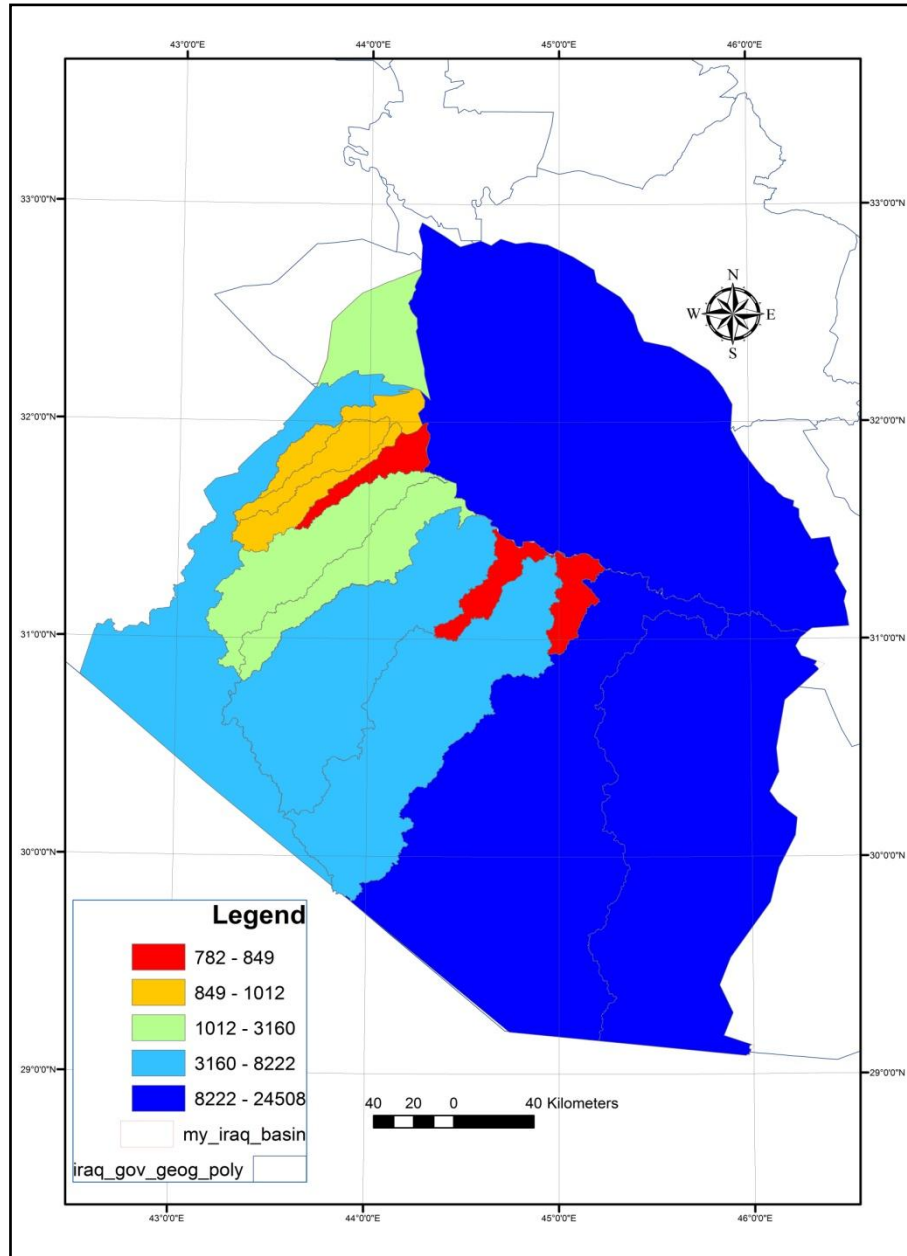 43°0'0"E 44°0'0"E 45°0'0"E 46°0'0"E
33°0'0"N 33°0'0"N
N
W E
S
32°0'0"N 32°0'0"N
31°0'0"N 31°0'0"N
30°0'0"N 30°0'0"N
Legend
782 - 849
849 - 1012
1012 - 3160
3160 - 8222
8222 - 24508
my_iraq_basin
iraq_gov_geog_poly
29°0'0"N 29°0'0"N
40 20 0 40 Kilometers
43°0'0"E 44°0'0"E 45°0'0"E 46°0'0"E